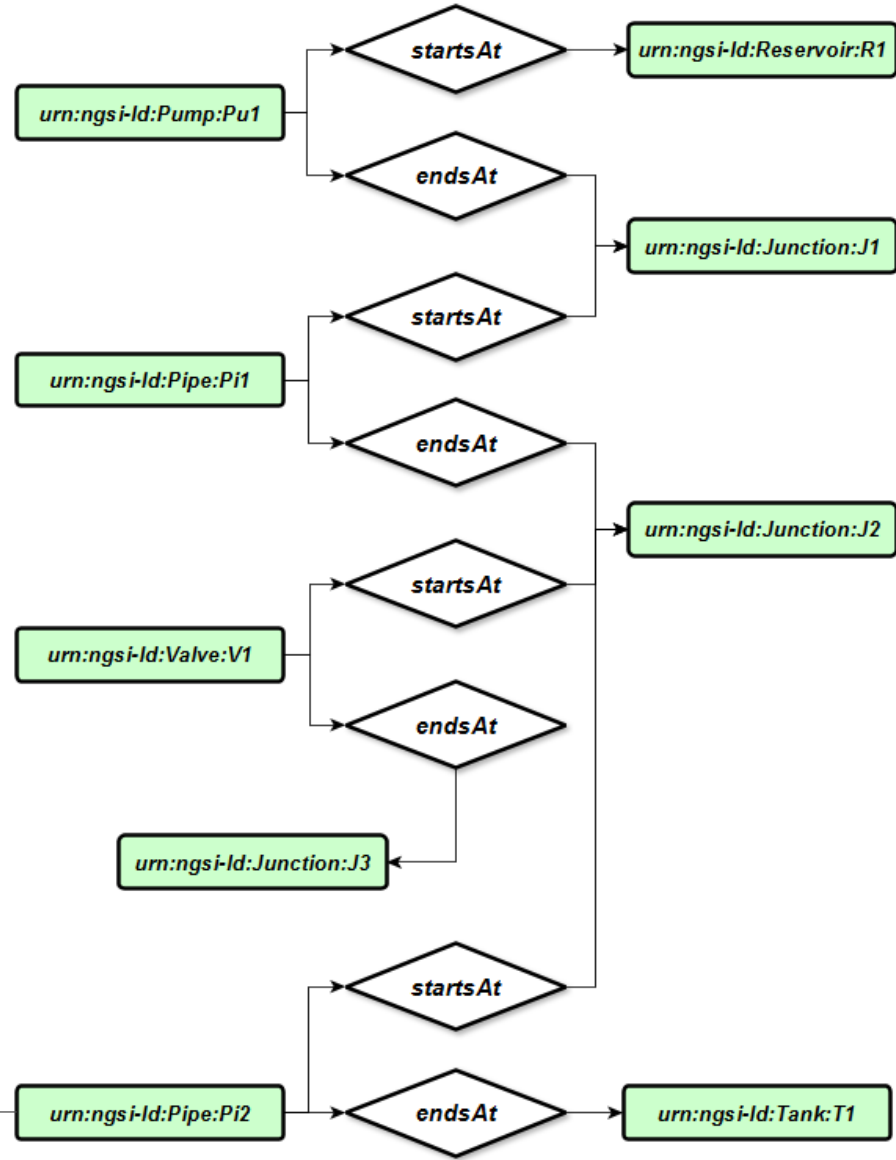 startsAt
urn:ngsi-ld:Reservoir:R1
urn:ngsi-ld:Pump:Pu1
endsAt
urn:ngsi-ld:Junction:J1
startsAt
urn:ngsi-ld:Pipe:Pi1
endsAt
urn:ngsi-ld:Junction:J2
startsAt
urn:ngsi-ld:Valve:V1
endsAt
urn:ngsi-ld:Junction:J3
startsAt
urn:ngsi-ld:Pipe:Pi2
endsAt
urn:ngsi-ld:Tank:T1